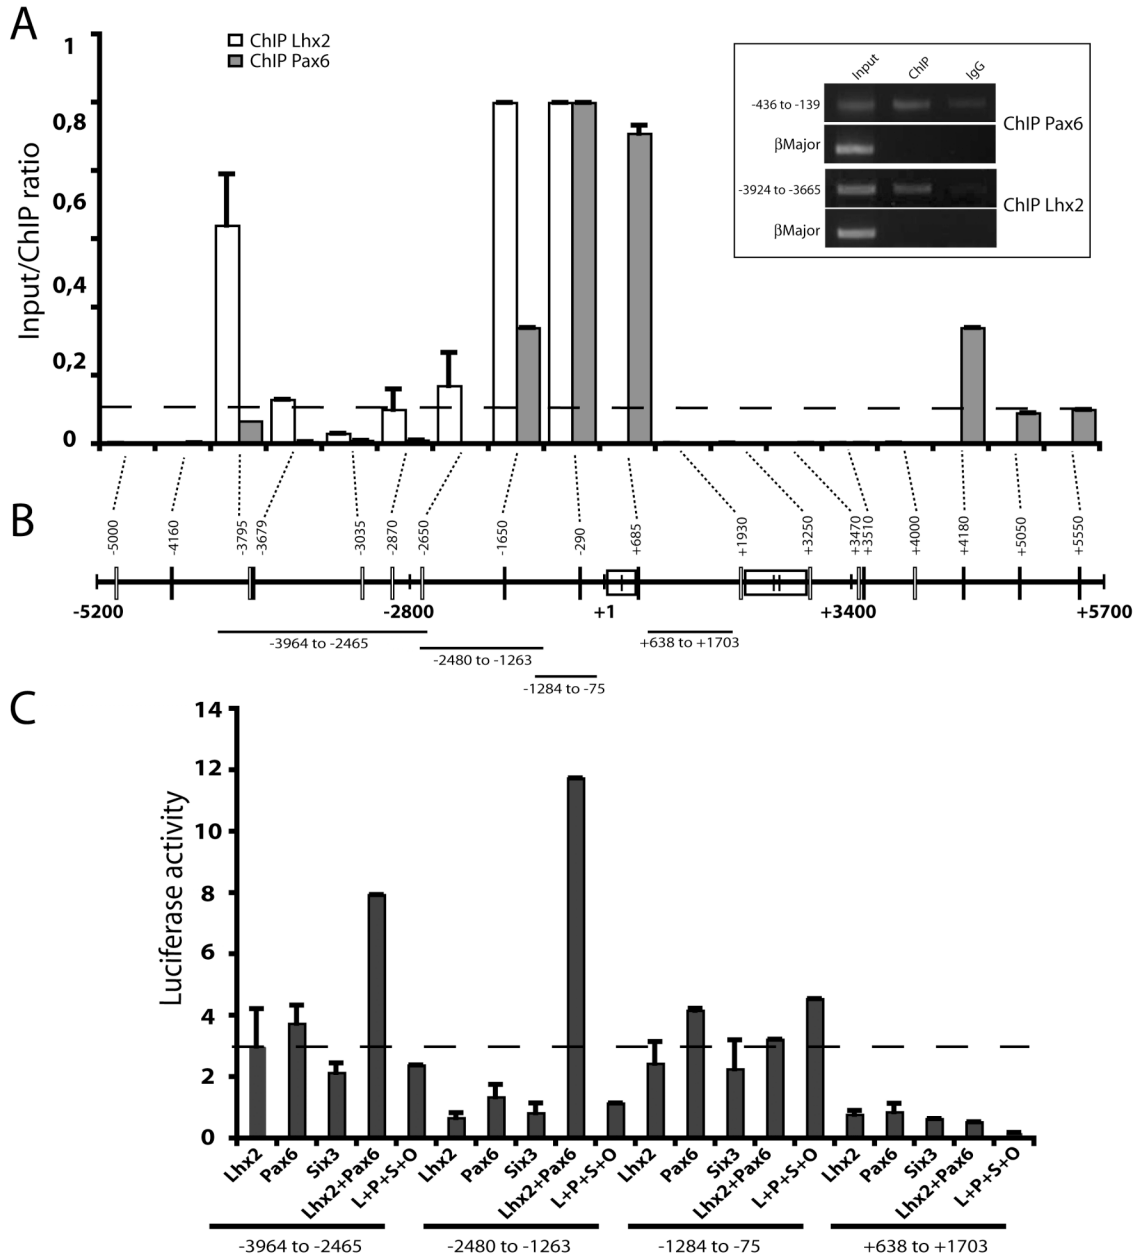 A
ChIP Lhx2
ChIP Pax6
Input/ChIP ratio
1
0,8
0,6
0,4
0,2
0
Input
ChIP
IgG
-436 to -139
βMajor
ChIP Pax6
-3924 to -3665
βMajor
ChIP Lhx2
B
-5000
-4160
-3795
-3679
-3035
-2870
-2650
-1650
-290
+685
+1930
+3250
+3470
+3510
+4000
+4180
+5050
+5550
-5200
-2800
+1
+3400
+5700
-3964 to -2465
-2480 to -1263
-1284 to -75
+638 to +1703
C
Luciferase activity
14
12
10
8
6
4
2
0
Lhx2
Pax6
Six3
Lhx2+Pax6
L+P+S+O
Lhx2
Pax6
Six3
Lhx2+Pax6
L+P+S+O
Lhx2
Pax6
Six3
Lhx2+Pax6
L+P+S+O
Lhx2
Pax6
Six3
Lhx2+Pax6
L+P+S+O
-3964 to -2465
-2480 to -1263
-1284 to -75
+638 to +1703